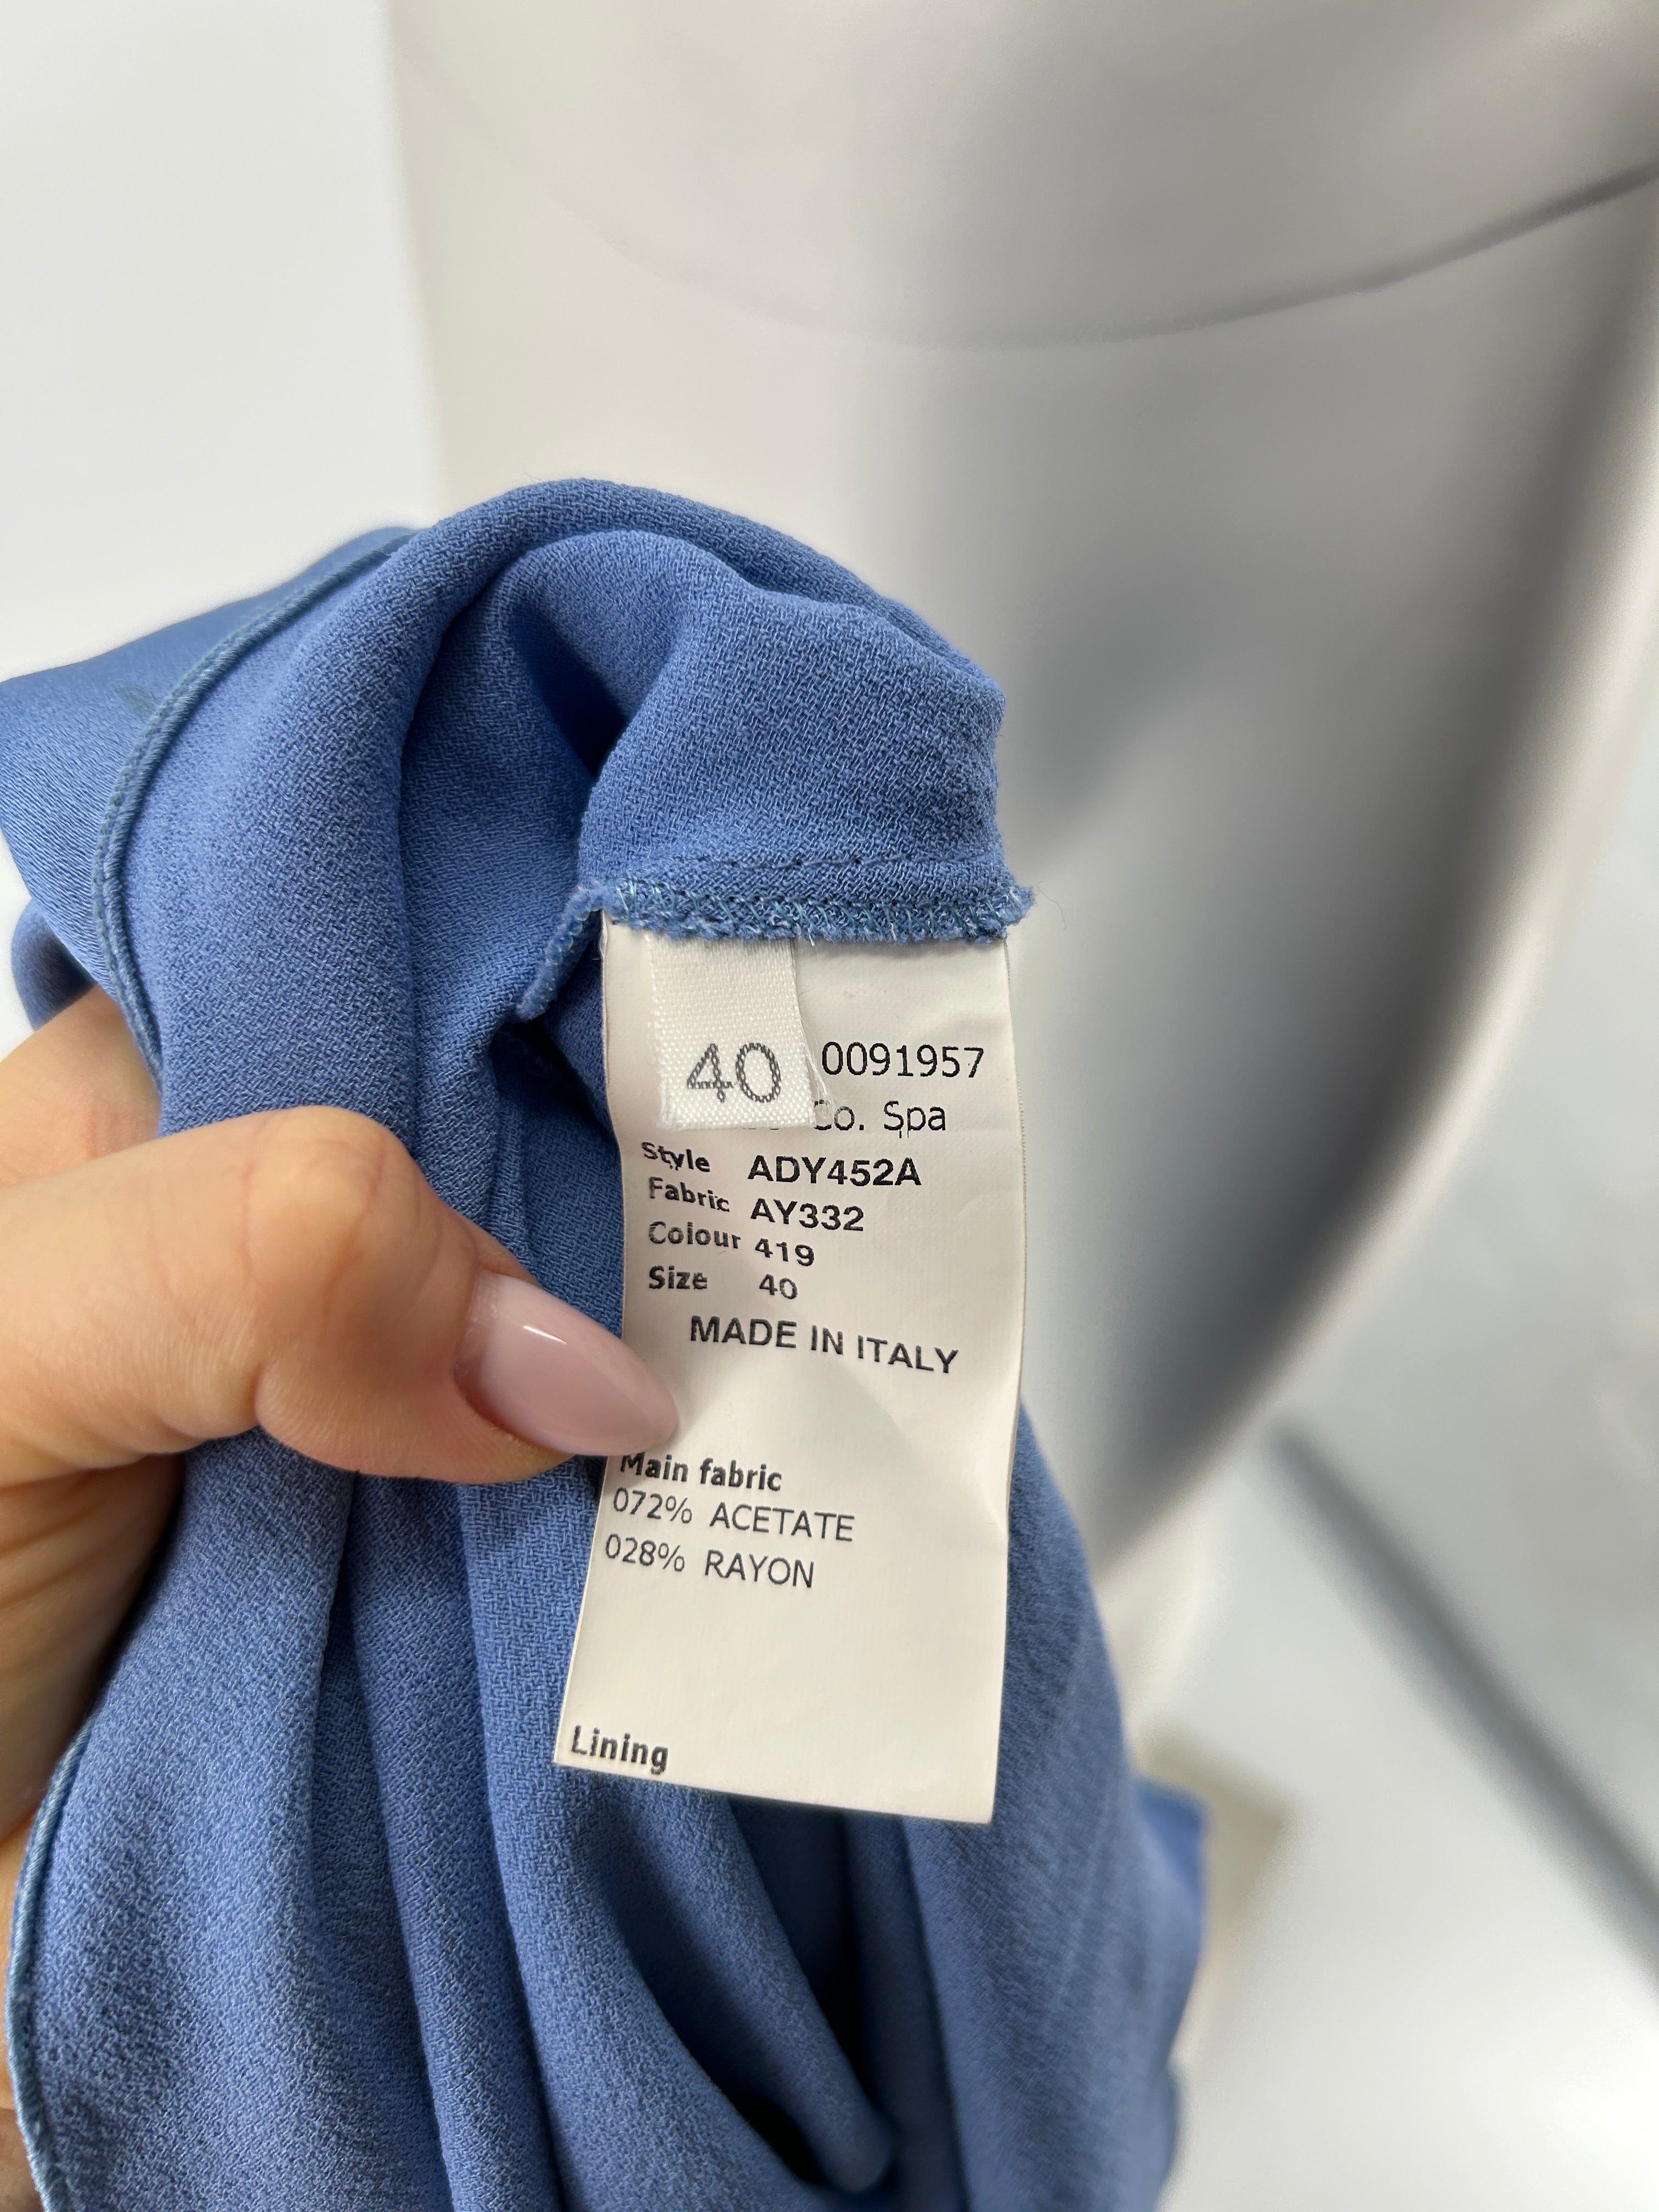 40
0091957
Co. Spa
Style ADY452A
Fabric AY332
Colour 419
Size 40
MADE IN ITALY
Main fabric
072% ACETATE
028% RAYON
Lining